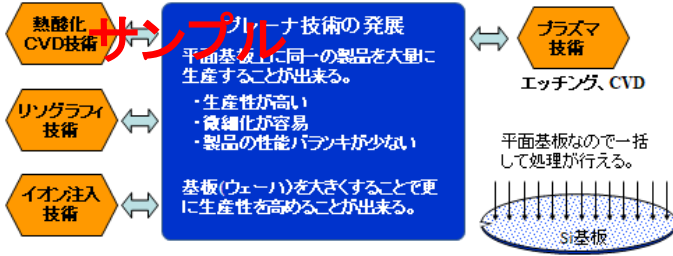 熱酸化
CVD技術
サンプル
リソグラフィ
技術
イオン注入
技術
プレーナ技術の発展
平面基板上に同一の製品を大量に
生産することが出来る。
・生産性が高い
・微細化が容易
・製品の性能バラツキが少ない
基板(ウェーハ)を大きくすることで更
に生産性を高めることが出来る。
プラズマ
技術
エッチング、CVD
平面基板なので一括
して処理が行える。
Si基板